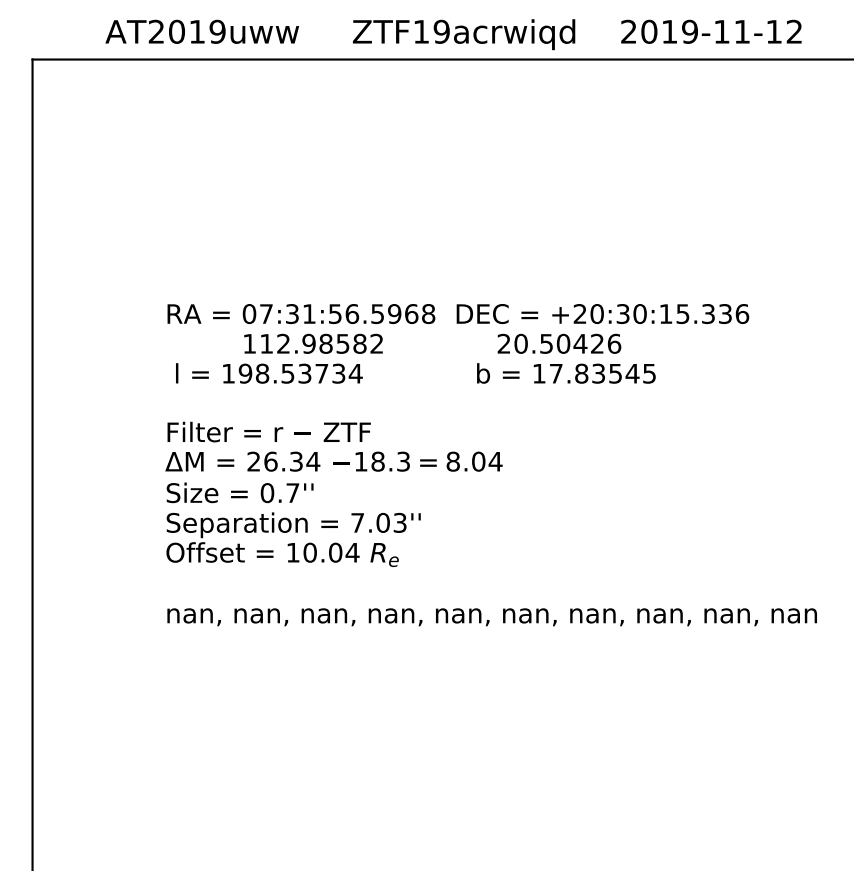 AT2019uww ZTF19acrwiqd 2019-11-12
RA = 07:31:56.5968 DEC = +20:30:15.336
112.98582 20.50426
l = 198.53734 b = 17.83545
Filter = r − ZTF
ΔM = 26.34 −18.3 = 8.04
Size = 0.7''
Separation = 7.03''
Offset = 10.04 Re
nan, nan, nan, nan, nan, nan, nan, nan, nan, nan